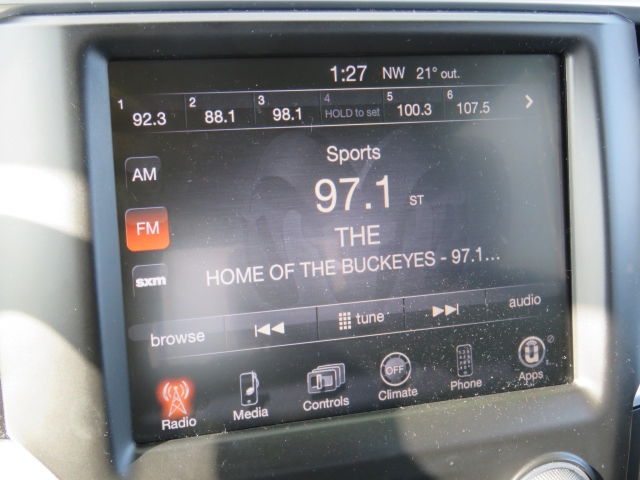 1:27 NW 21° out.
1 92.3 2 88.1 3 98.1 4 HOLD to set 5 100.3 6 107.5
Sports
AM
97.1 ST
FM
THE
HOME OF THE BUCKEYES - 97.1...
sxm
browse tune audio
Radio Media Controls OFF Climate Phone Apps